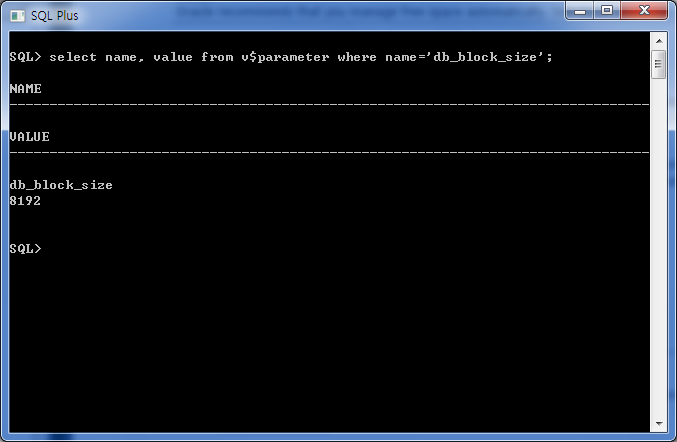 SQL Plus
SQL> select name, value from v$parameter where name='db_block_size';
NAME
--------------------------------------------------------------------------------
VALUE
--------------------------------------------------------------------------------
db_block_size
8192
SQL>